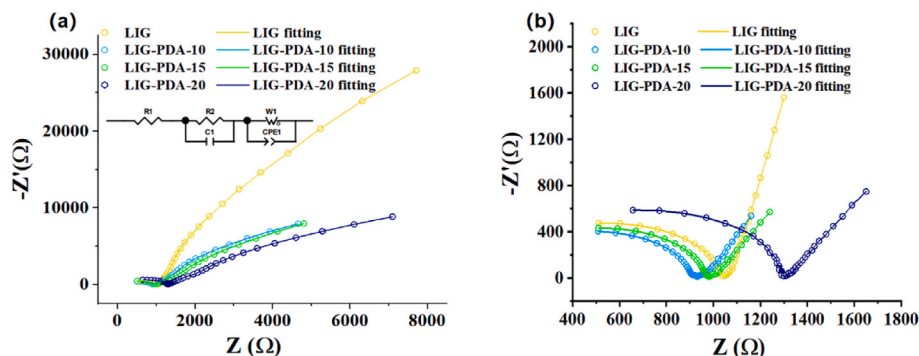 (a)
LIG
LIG fitting
LIG-PDA-10
LIG-PDA-10 fitting
LIG-PDA-15
LIG-PDA-15 fitting
LIG-PDA-20
LIG-PDA-20 fitting
R1
R2
W1
C1
CPE1
30000
20000
10000
0
-Z'(Ω)
0
2000
4000
6000
8000
Z (Ω)
(b)
LIG
LIG fitting
LIG-PDA-10
LIG-PDA-10 fitting
LIG-PDA-15
LIG-PDA-15 fitting
LIG-PDA-20
LIG-PDA-20 fitting
2000
1600
1200
800
400
0
-Z'(Ω)
400
600
800
1000
1200
1400
1600
1800
Z (Ω)